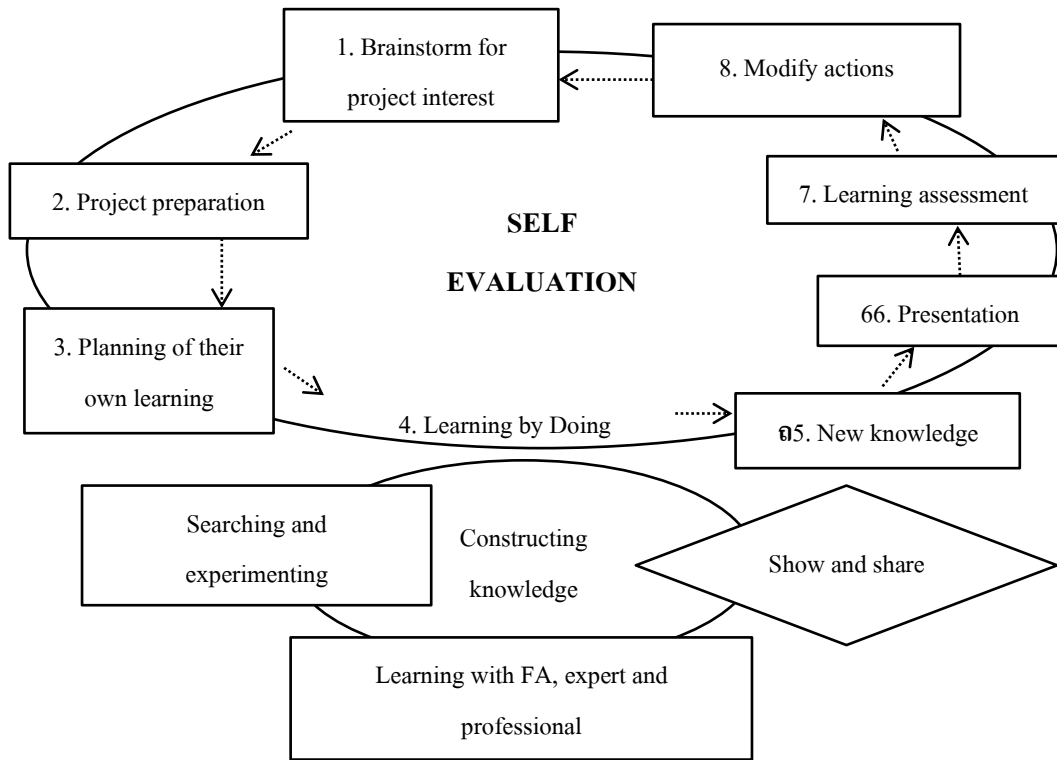 1. Brainstorm for
project interest
8. Modify actions
2. Project preparation
7. Learning assessment
SELF
EVALUATION
66. Presentation
3. Planning of their
own learning
4. Learning by Doing
ถ5. New knowledge
Searching and
experimenting
Constructing
knowledge
Show and share
Learning with FA, expert and
professional